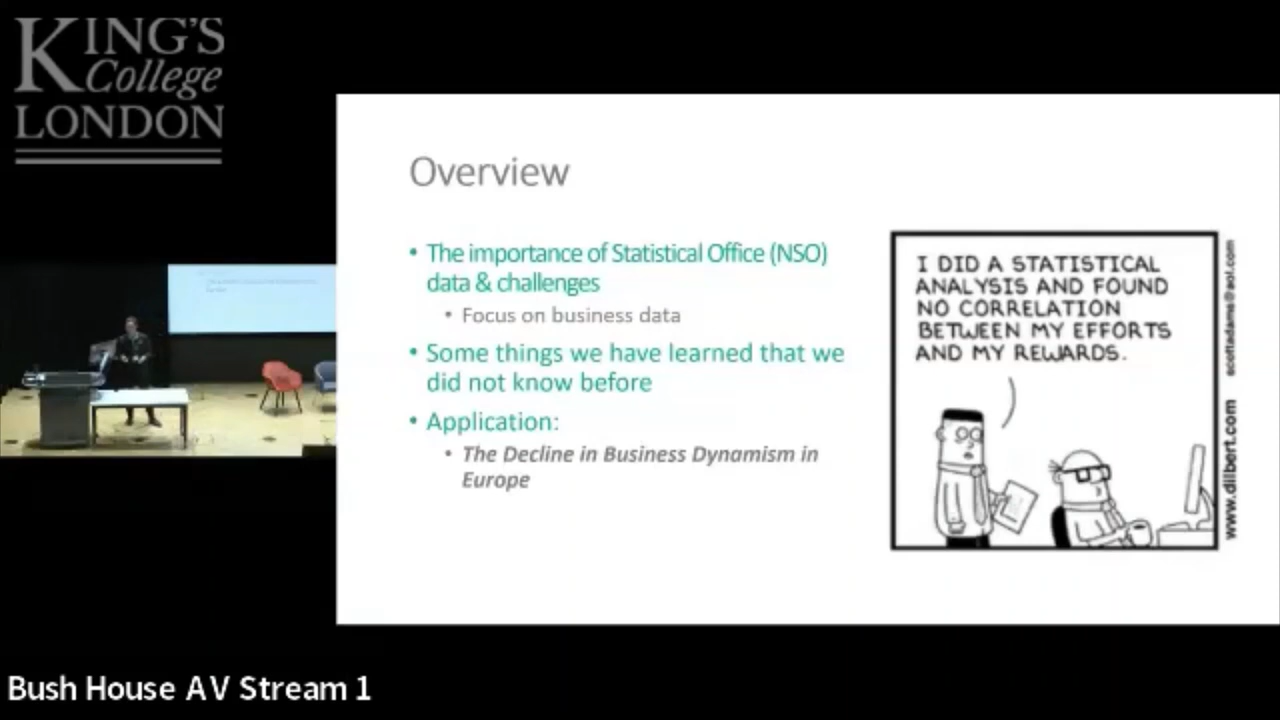 KING'S
College
LONDON
Overview
• The importance of Statistical Office (NSO)
data & challenges
• Focus on business data
• Some things we have learned that we
did not know before
• Application:
• The Decline in Business Dynamism in
Europe
I DID A STATISTICAL
ANALYSIS AND FOUND
NO CORRELATION
BETWEEN MY EFFORTS
AND MY REWARDS.
www.dilbert.com scottadams@aol.com
Bush House AV Stream 1